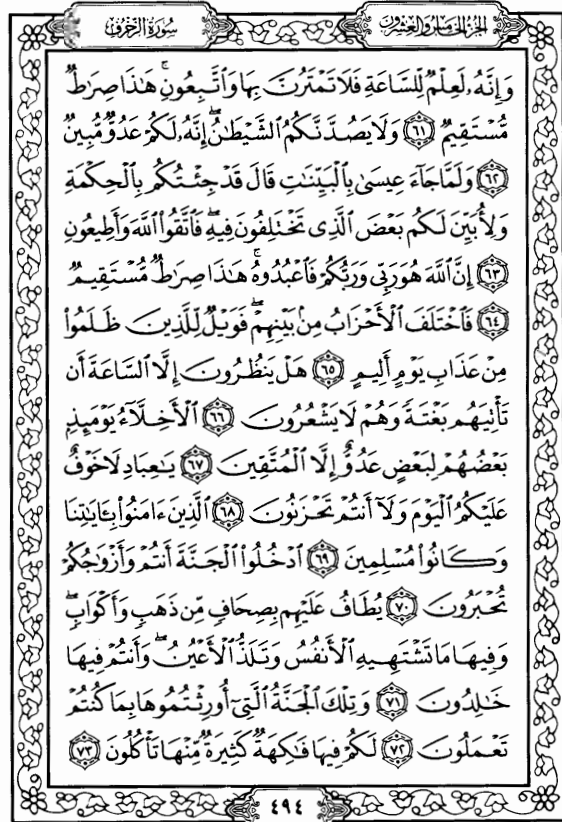 الجزء الخامس والعشرون
سورة الزخرف
وَإِنَّهُۥ لَعِلْمٌ لِّلسَّاعَةِ فَلَا تَمْتَرُنَّ بِهَا وَٱتَّبِعُونِ ۚ هَـٰذَا صِرَٰطٌ
مُّسْتَقِيمٌ ٦١ وَلَا يَصُدَّنَّكُمُ ٱلشَّيْطَـٰنُ ۖ إِنَّهُۥ لَكُمْ عَدُوٌّ مُّبِينٌ
٦٢ وَلَمَّا جَآءَ عِيسَىٰ بِٱلْبَيِّنَـٰتِ قَالَ قَدْ جِئْتُكُم بِٱلْحِكْمَةِ
وَلِأُبَيِّنَ لَكُم بَعْضَ ٱلَّذِى تَخْتَلِفُونَ فِيهِ ۖ فَٱتَّقُوا۟ ٱللَّهَ وَأَطِيعُونِ
٦٣ إِنَّ ٱللَّهَ هُوَ رَبِّى وَرَبُّكُمْ فَٱعْبُدُوهُ ۚ هَـٰذَا صِرَٰطٌ مُّسْتَقِيمٌ
٦٤ فَٱخْتَلَفَ ٱلْأَحْزَابُ مِنۢ بَيْنِهِمْ ۖ فَوَيْلٌ لِّلَّذِينَ ظَلَمُوا۟
مِنْ عَذَابِ يَوْمٍ أَلِيمٍ ٦٥ هَلْ يَنظُرُونَ إِلَّا ٱلسَّاعَةَ أَن
تَأْتِيَهُم بَغْتَةً وَهُمْ لَا يَشْعُرُونَ ٦٦ ٱلْأَخِلَّآءُ يَوْمَئِذٍۭ
بَعْضُهُمْ لِبَعْضٍ عَدُوٌّ إِلَّا ٱلْمُتَّقِينَ ٦٧ يَـٰعِبَادِ لَا خَوْفٌ
عَلَيْكُمُ ٱلْيَوْمَ وَلَآ أَنتُمْ تَحْزَنُونَ ٦٨ ٱلَّذِينَ ءَامَنُوا۟ بِـَٔايَـٰتِنَا
وَكَانُوا۟ مُسْلِمِينَ ٦٩ ٱدْخُلُوا۟ ٱلْجَنَّةَ أَنتُمْ وَأَزْوَٰجُكُمْ
تُحْبَرُونَ ٧٠ يُطَافُ عَلَيْهِم بِصِحَافٍ مِّن ذَهَبٍ وَأَكْوَابٍ ۖ
وَفِيهَا مَا تَشْتَهِيهِ ٱلْأَنفُسُ وَتَلَذُّ ٱلْأَعْيُنُ ۖ وَأَنتُمْ فِيهَا
خَـٰلِدُونَ ٧١ وَتِلْكَ ٱلْجَنَّةُ ٱلَّتِىٓ أُورِثْتُمُوهَا بِمَا كُنتُمْ
تَعْمَلُونَ ٧٢ لَكُمْ فِيهَا فَـٰكِهَةٌ كَثِيرَةٌ مِّنْهَا تَأْكُلُونَ ٧٣
٤٩٤